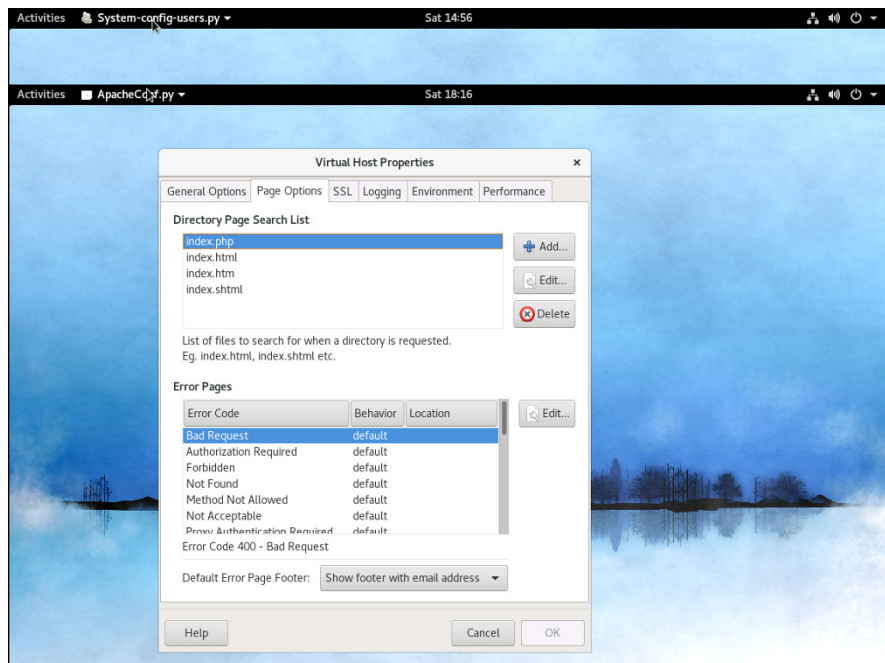 Activities System-config-users.py Sat 14:56
Activities ApacheConf.py Sat 18:16
Virtual Host Properties
General Options Page Options SSL Logging Environment Performance
Directory Page Search List
index.php
index.html
index.htm
index.shtml
Add...
Edit...
Delete
List of files to search for when a directory is requested.
Eg. index.html, index.shtml etc.
Error Pages
Error Code Behavior Location
Edit...
Bad Request default
Authorization Required default
Forbidden default
Not Found default
Method Not Allowed default
Not Acceptable default
Proxy Authentication Required default
Error Code 400 - Bad Request
Default Error Page Footer: Show footer with email address
Help Cancel OK